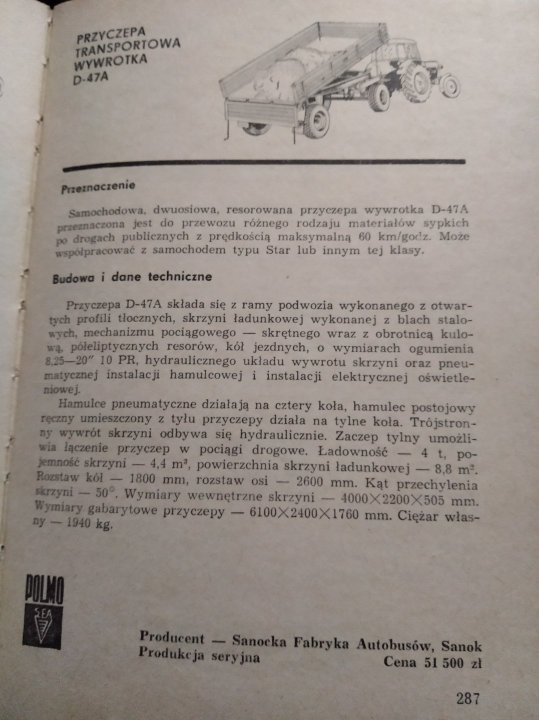 PRZYCZEPA
TRANSPORTOWA
WYWROTKA
D-47A
Przeznaczenie
Samochodowa, dwuosiowa, resorowana przyczepa wywrotka D-47A
przeznaczona jest do przewozu różnego rodzaju materiałów sypkich
po drogach publicznych z prędkością maksymalną 60 km/godz. Może
współpracować z samochodem typu Star lub innym tej klasy.
Budowa i dane techniczne
Przyczepa D-47A składa się z ramy podwozia wykonanego z otwar-
tych profili tłocznych, skrzyni ładunkowej wykonanej z blach stalo-
wych, mechanizmu pociągowego — skrętnego wraz z obrotnicą kulo-
wą, półeliptycznych resorów, kół jezdnych, o wymiarach ogumienia
8,25—20" 10 PR, hydraulicznego układu wywrotu skrzyni oraz pneu-
matycznej instalacji hamulcowej i instalacji elektrycznej oświetle-
niowej.
Hamulce pneumatyczne działają na cztery koła, hamulec postojowy
ręczny umieszczony z tyłu przyczepy działa na tylne koła. Trójstron-
ny wywrót skrzyni odbywa się hydraulicznie. Zaczep tylny umożli-
wia łączenie przyczep w pociągi drogowe. Ładowność — 4 t, po-
jemność skrzyni — 4,4 m³, powierzchnia skrzyni ładunkowej — 8,8 m².
Rozstaw kół — 1800 mm, rozstaw osi — 2600 mm. Kąt przechylenia
skrzyni — 50°. Wymiary wewnętrzne skrzyni — 4000×2200×505 mm.
Wymiary gabarytowe przyczepy — 6100×2400×1760 mm. Ciężar włas-
ny — 1940 kg.
POLMO
SFA
Producent — Sanocka Fabryka Autobusów, Sanok
Produkcja seryjna Cena 51 500 zł
287